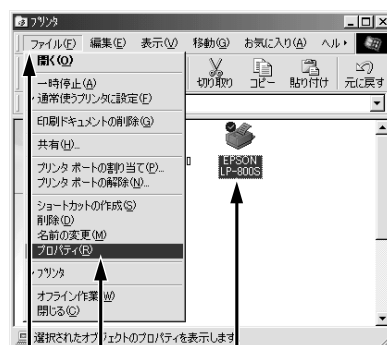 プリンタ
ファイル(F) 編集(E) 表示(V) 移動(G) お気に入り(A) ヘル
開く(O)
一時停止(A)
通常使うプリンタに設定(F)
印刷ドキュメントの削除(G)
共有(H)...
プリンタ ポートの割り当て(P)...
プリンタ ポートの解除(N)...
ショートカットの作成(S)
削除(D)
名前の変更(M)
プロパティ(R)
プリンタ
オフライン作業(W)
閉じる(C)
切り取り コピー 貼り付け 元に戻す
EPSON
LP-800S
選択されたオブジェクトのプロパティを表示します